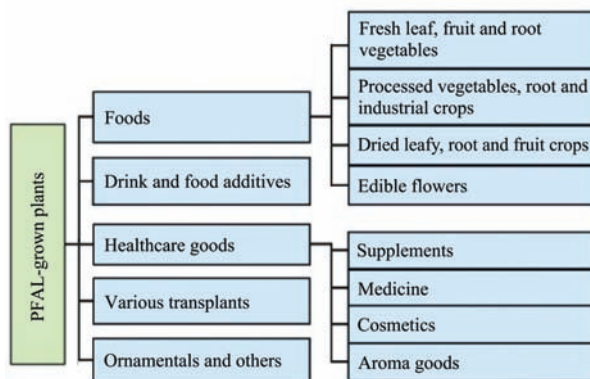 PFAL-grown plants
Foods
Drink and food additives
Healthcare goods
Various transplants
Ornamentals and others
Fresh leaf, fruit and root
vegetables
Processed vegetables, root and
industrial crops
Dried leafy, root and fruit crops
Edible flowers
Supplements
Medicine
Cosmetics
Aroma goods